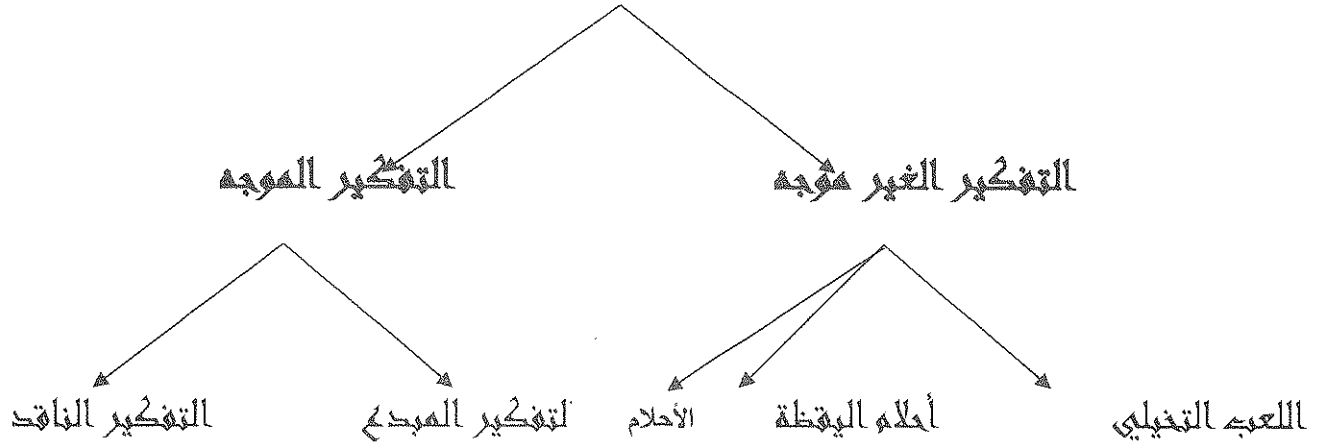 التفكير الغير موجه التفكير الموجه
اللعب التخيلي أحلام اليقظة الأحلام لتفكير المبدع التفكير الناقد